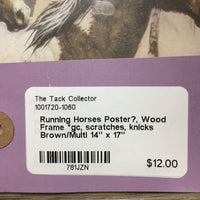 The Tack Collector
1001720-1060
Running Horses Poster?, Wood
Frame *gc, scratches, knicks
Brown/Multi 14" x 17"
781JZN
$12.00